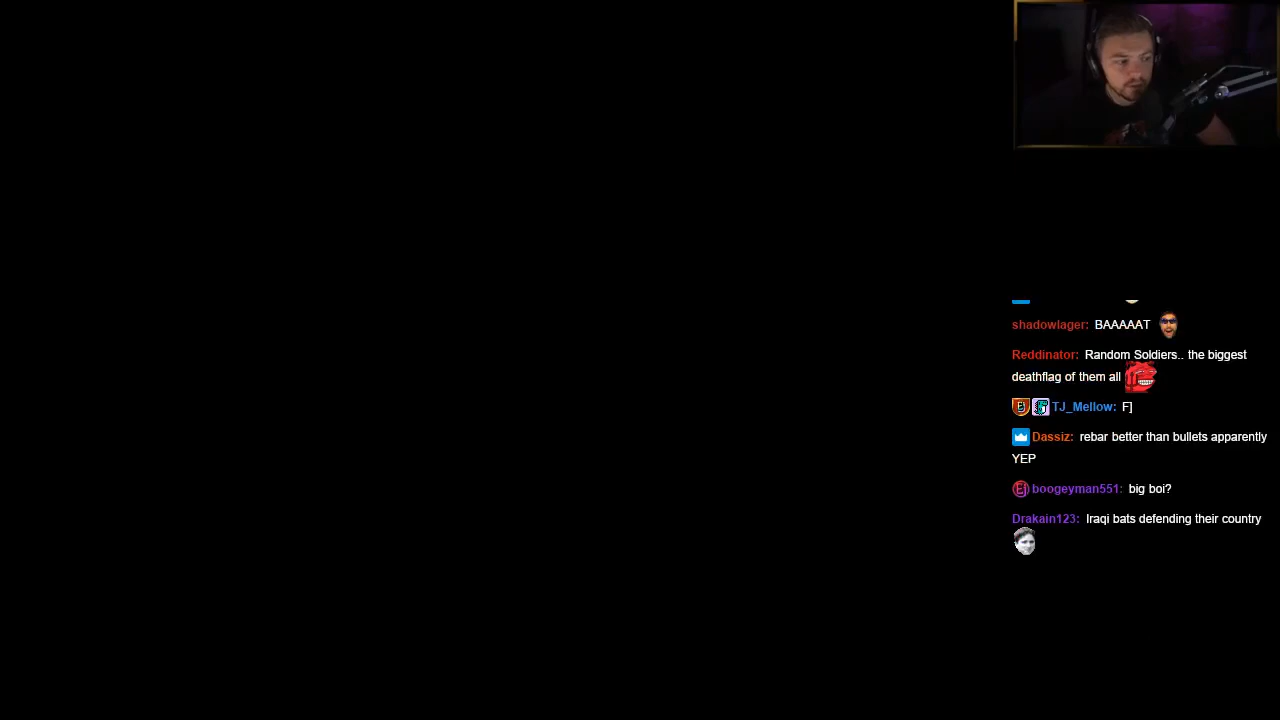 shadowlager: BAAAAAT
Reddinator: Random Soldiers.. the biggest
deathflag of them all
TJ_Mellow: F]
Dassiz: rebar better than bullets apparently
YEP
boogeyman551: big boi?
Drakain123: Iraqi bats defending their country